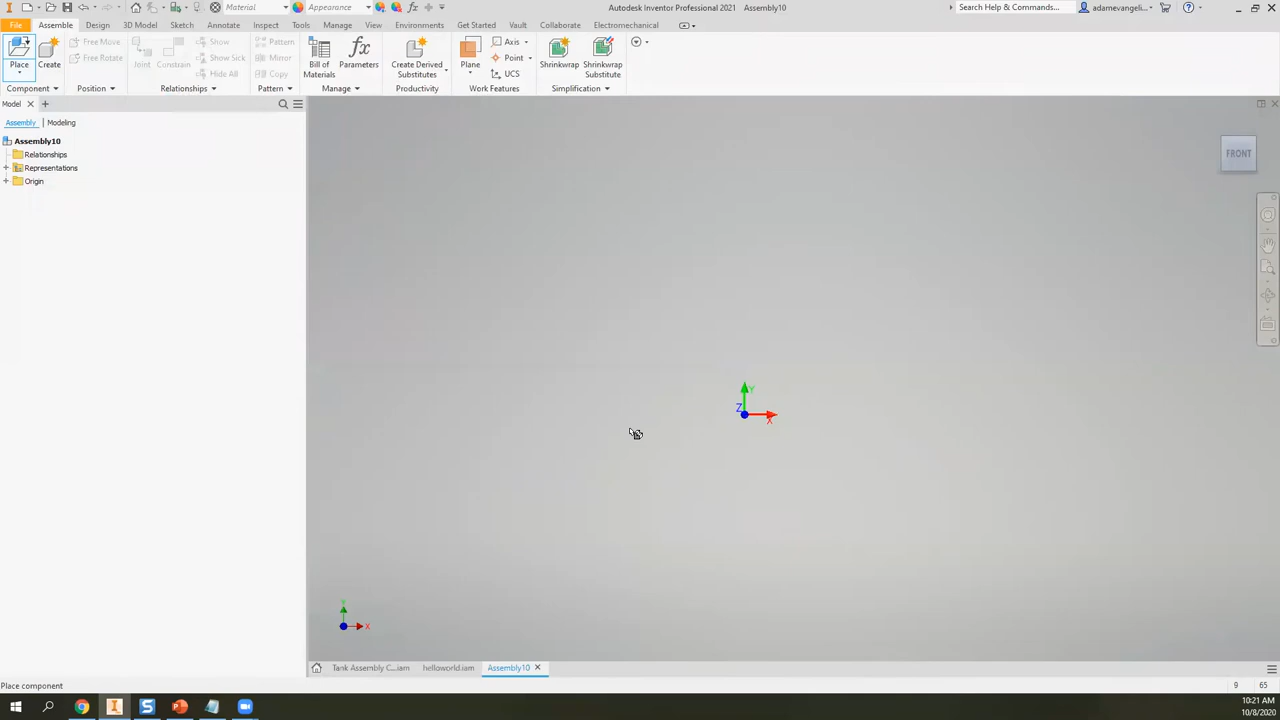 Material Appearance Autodesk Inventor Professional 2021 Assembly10 Search Help & Commands... adamevangeli...
File Assemble Design 3D Model Sketch Annotate Inspect Tools Manage View Environments Get Started Vault Collaborate Electromechanical
Place Create Free Move Free Rotate Joint Constrain Show Show Sick Hide All Pattern Mirror Copy Bill of Materials Parameters Create Derived Substitutes Plane Axis Point UCS Shrinkwrap Shrinkwrap Substitute
Component Position Relationships Pattern Manage Productivity Work Features Simplification
Model
Assembly Modeling
Assembly10
Relationships
Representations
Origin
FRONT
Y
Z
X
Y
X
Tank Assembly C...iam helloworld.iam Assembly10
Place component 9 65
10:21 AM
10/8/2020